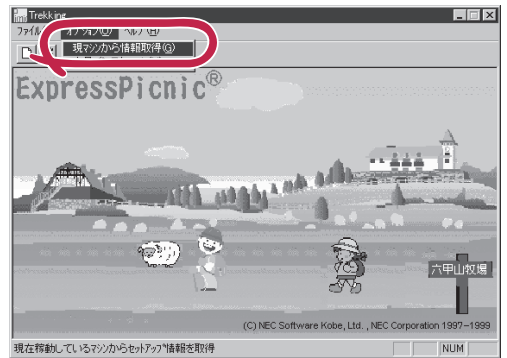 Trekking
ファイル オプション(O) ヘルプ(H)
現マシンから情報取得(G)
ExpressPicnic®
六甲山牧場
(C) NEC Software Kobe, Ltd. , NEC Corporation 1997-1999
現在稼動しているマシンからセットアップ情報を取得
NUM